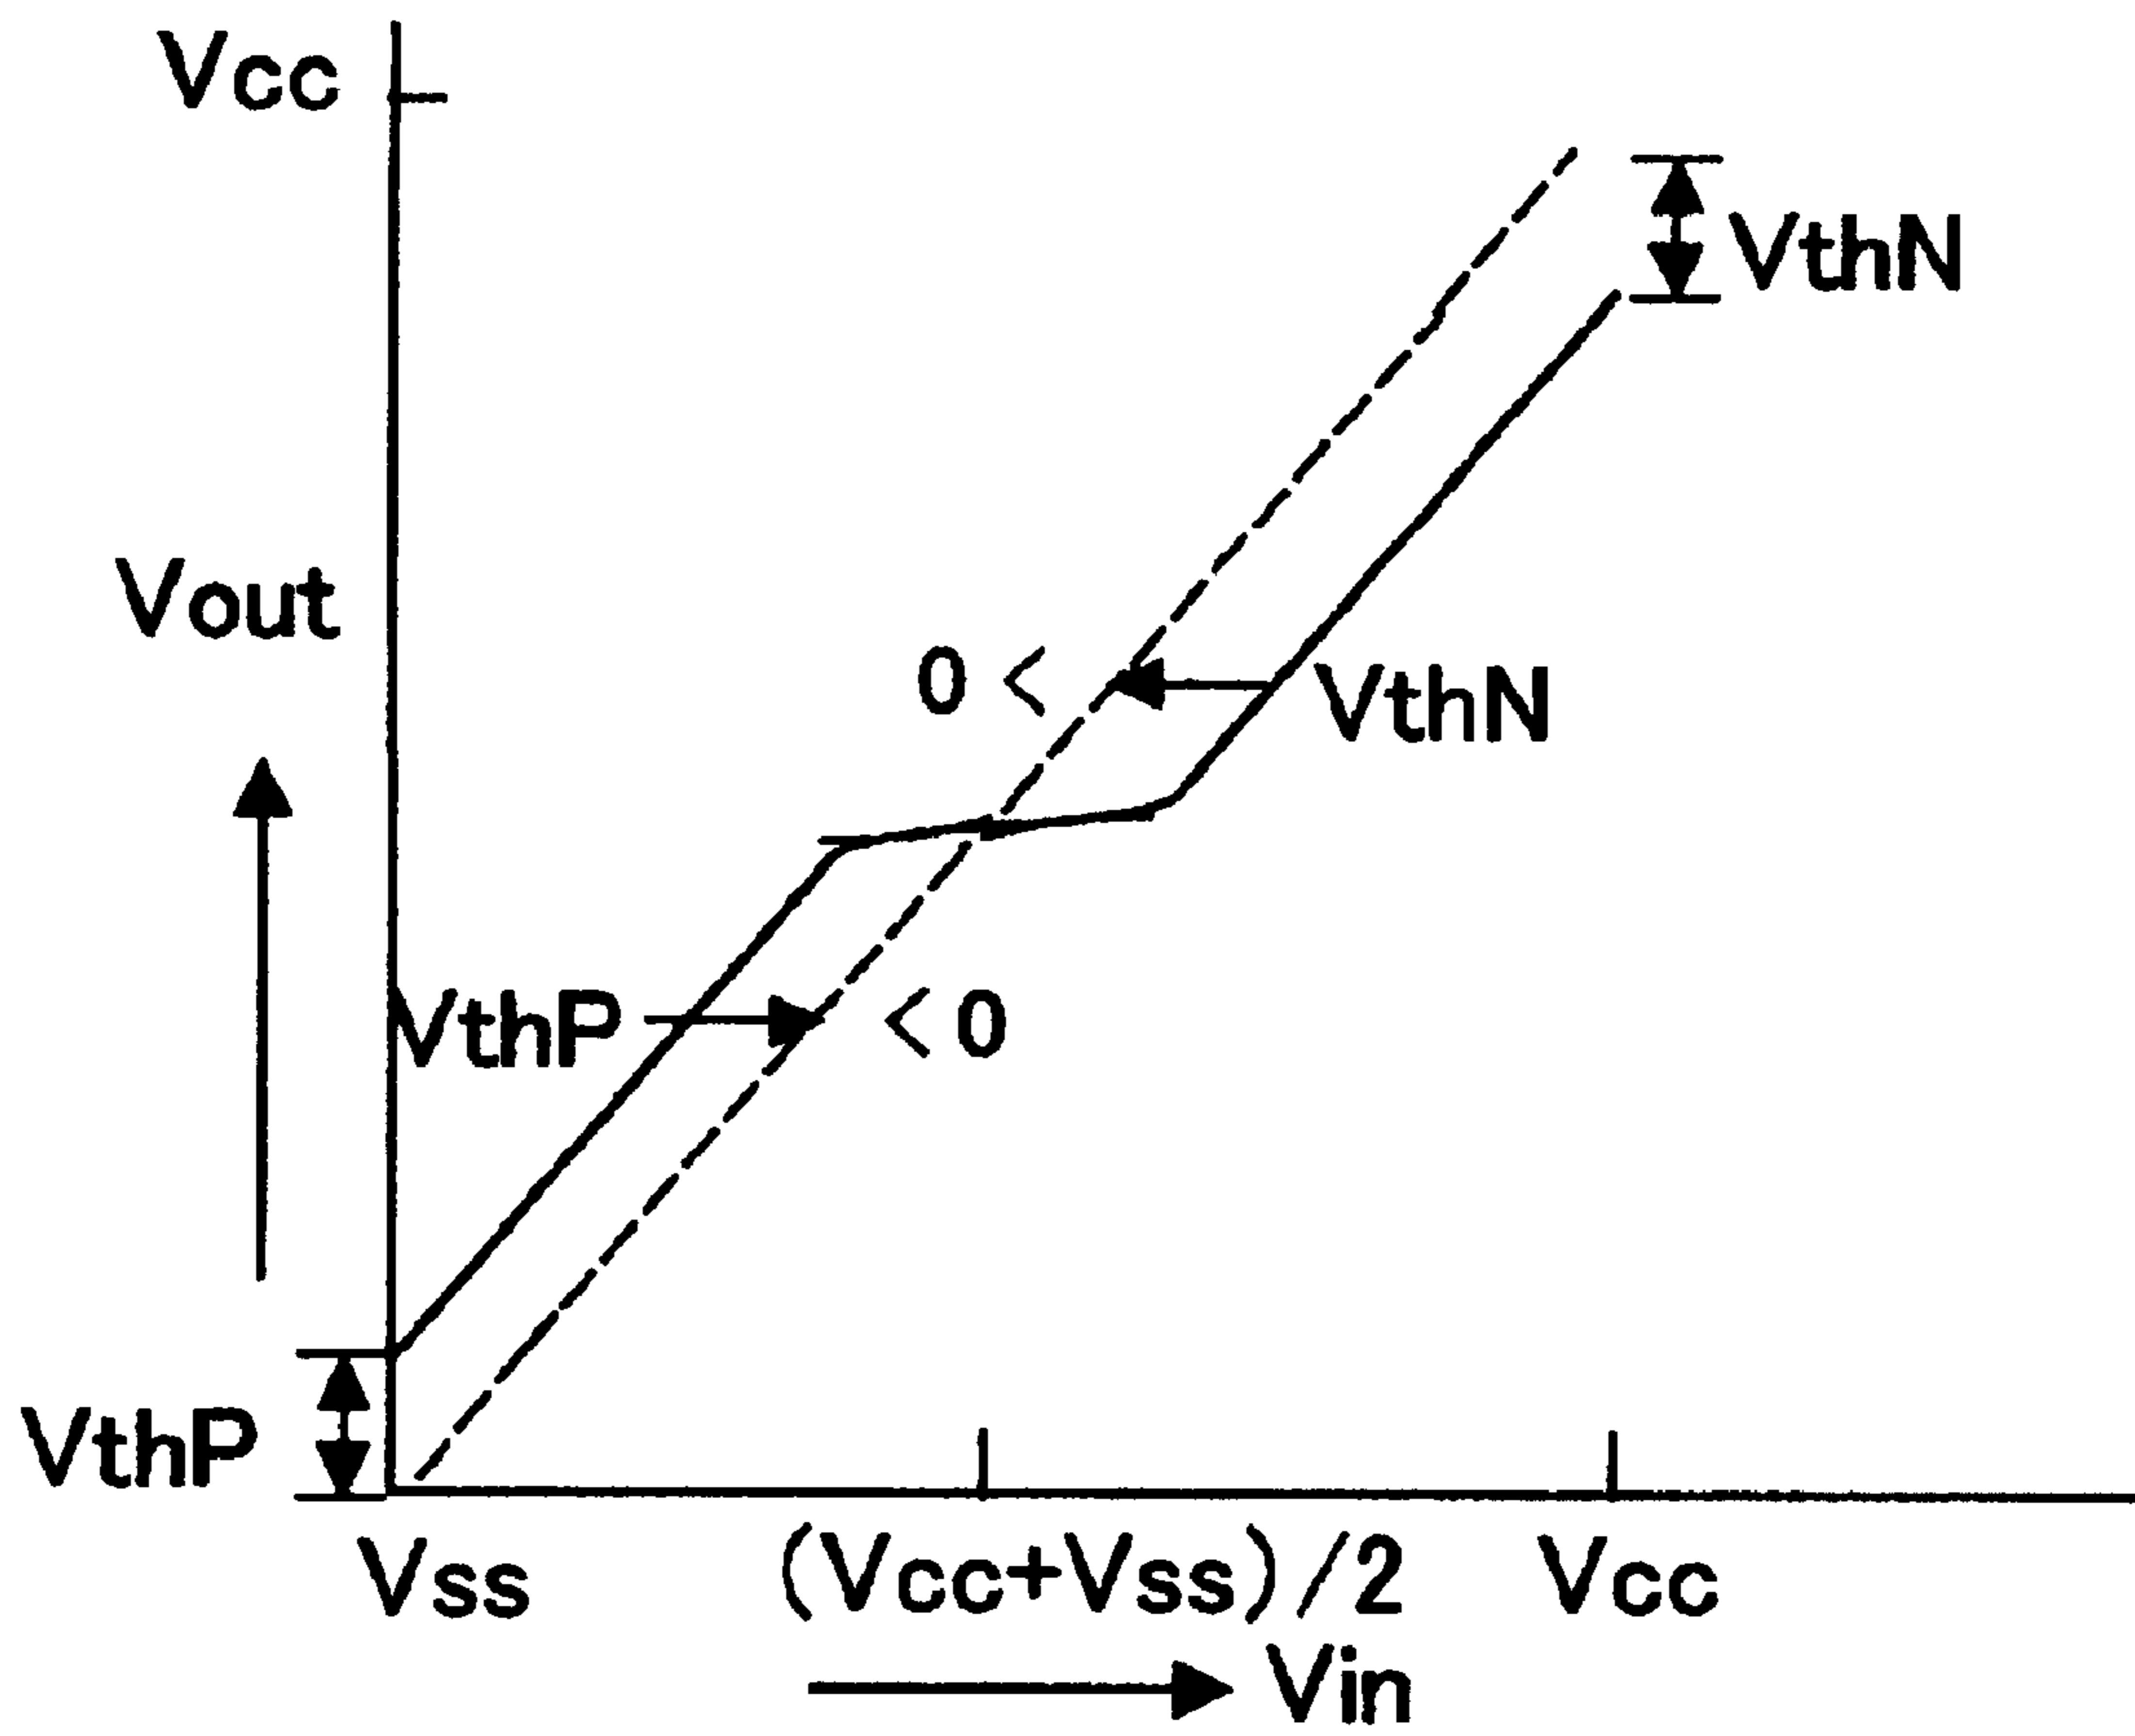 Vcc
VthN
Vout
0 <
VthN
VthP
< 0
VthP
Vss
(Vcc+Vss)/2
Vcc
Vin